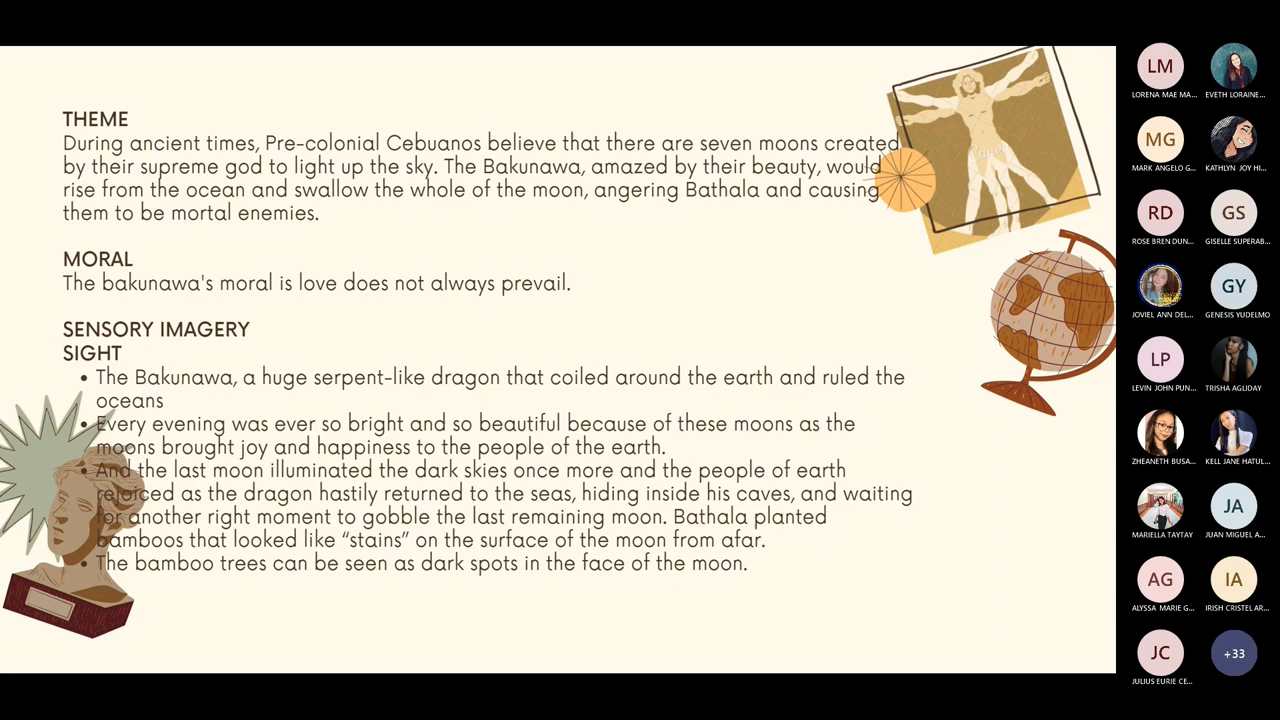 THEME
During ancient times, Pre-colonial Cebuanos believe that there are seven moons created
by their supreme god to light up the sky. The Bakunawa, amazed by their beauty, would
rise from the ocean and swallow the whole of the moon, angering Bathala and causing
them to be mortal enemies.
MORAL
The bakunawa's moral is love does not always prevail.
SENSORY IMAGERY
SIGHT
• The Bakunawa, a huge serpent-like dragon that coiled around the earth and ruled the
oceans
• Every evening was ever so bright and so beautiful because of these moons as the
moons brought joy and happiness to the people of the earth.
• And the last moon illuminated the dark skies once more and the people of earth
rejoiced as the dragon hastily returned to the seas, hiding inside his caves, and waiting
for another right moment to gobble the last remaining moon. Bathala planted
bamboos that looked like “stains” on the surface of the moon from afar.
• The bamboo trees can be seen as dark spots in the face of the moon.
LM
LORENA MAE MA...
EVETH LORAINE...
MG
MARK ANGELO G...
KATHLYN JOY HI...
RD
ROSE BREN DUN...
GS
GISELLE SUPERAB...
JOVIEL ANN DEL...
GY
GENESIS YUDELMO
LP
LEVIN JOHN PUN...
TRISHA AGLIDAY
ZHEANETH BUSA...
KELL JANE HATUL...
MARIELLA TAYTAY
JA
JUAN MIGUEL A...
AG
ALYSSA MARIE G...
IA
IRISH CRISTEL AR...
JC
JULIUS EURIE CE...
+33